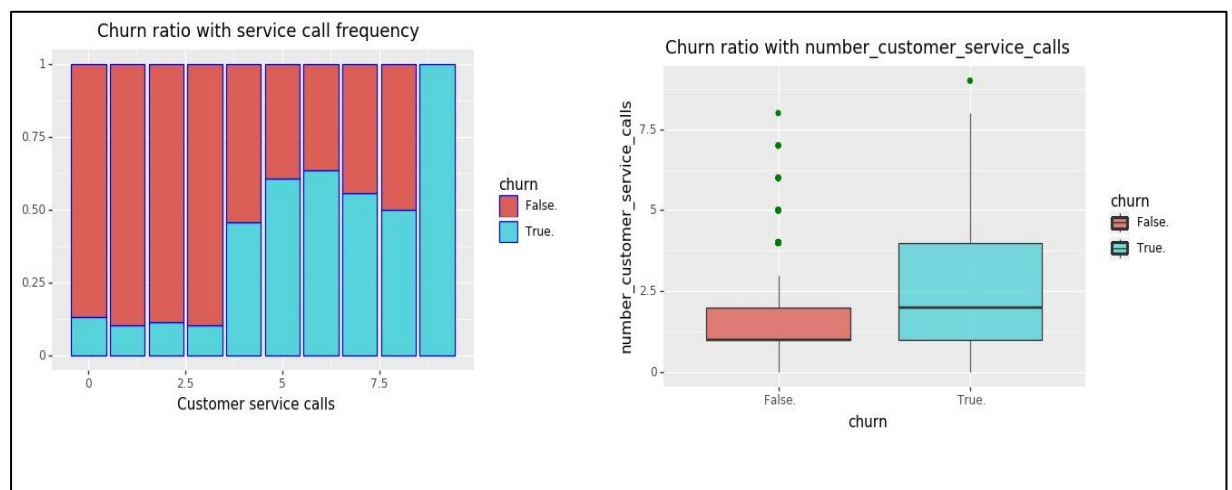 Churn ratio with service call frequency
1
0.75
0.50
0.25
0
0
2.5
5
7.5
Customer service calls
churn
False.
True.
Churn ratio with number_customer_service_calls
number_customer_service_calls
7.5
5
2.5
0
False.
True.
churn
churn
False.
True.